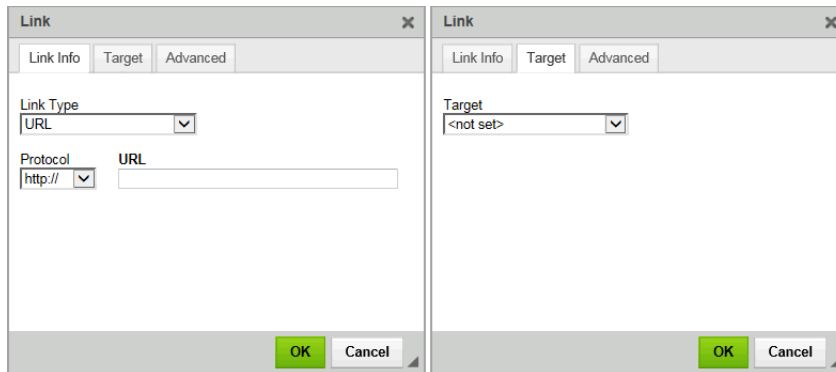 Link
Link Info Target Advanced
Link Type
URL
Protocol URL
http://
OK Cancel
Link
Link Info Target Advanced
Target
<not set>
OK Cancel